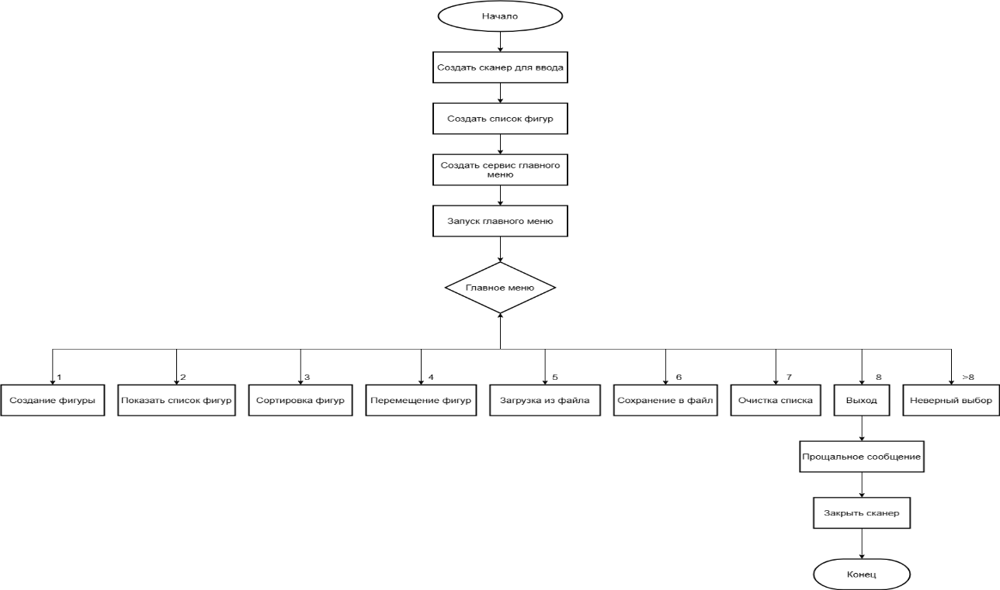 Начало
Создать сканер для ввода
Создать список фигур
Создать сервис главного
меню
Запуск главного меню
Главное меню
1
2
3
4
5
6
7
8
>8
Создание фигуры
Показать список фигур
Сортировка фигур
Перемещение фигур
Загрузка из файла
Сохранение в файл
Очистка списка
Выход
Неверный выбор
Прощальное сообщение
Закрыть сканер
Конец